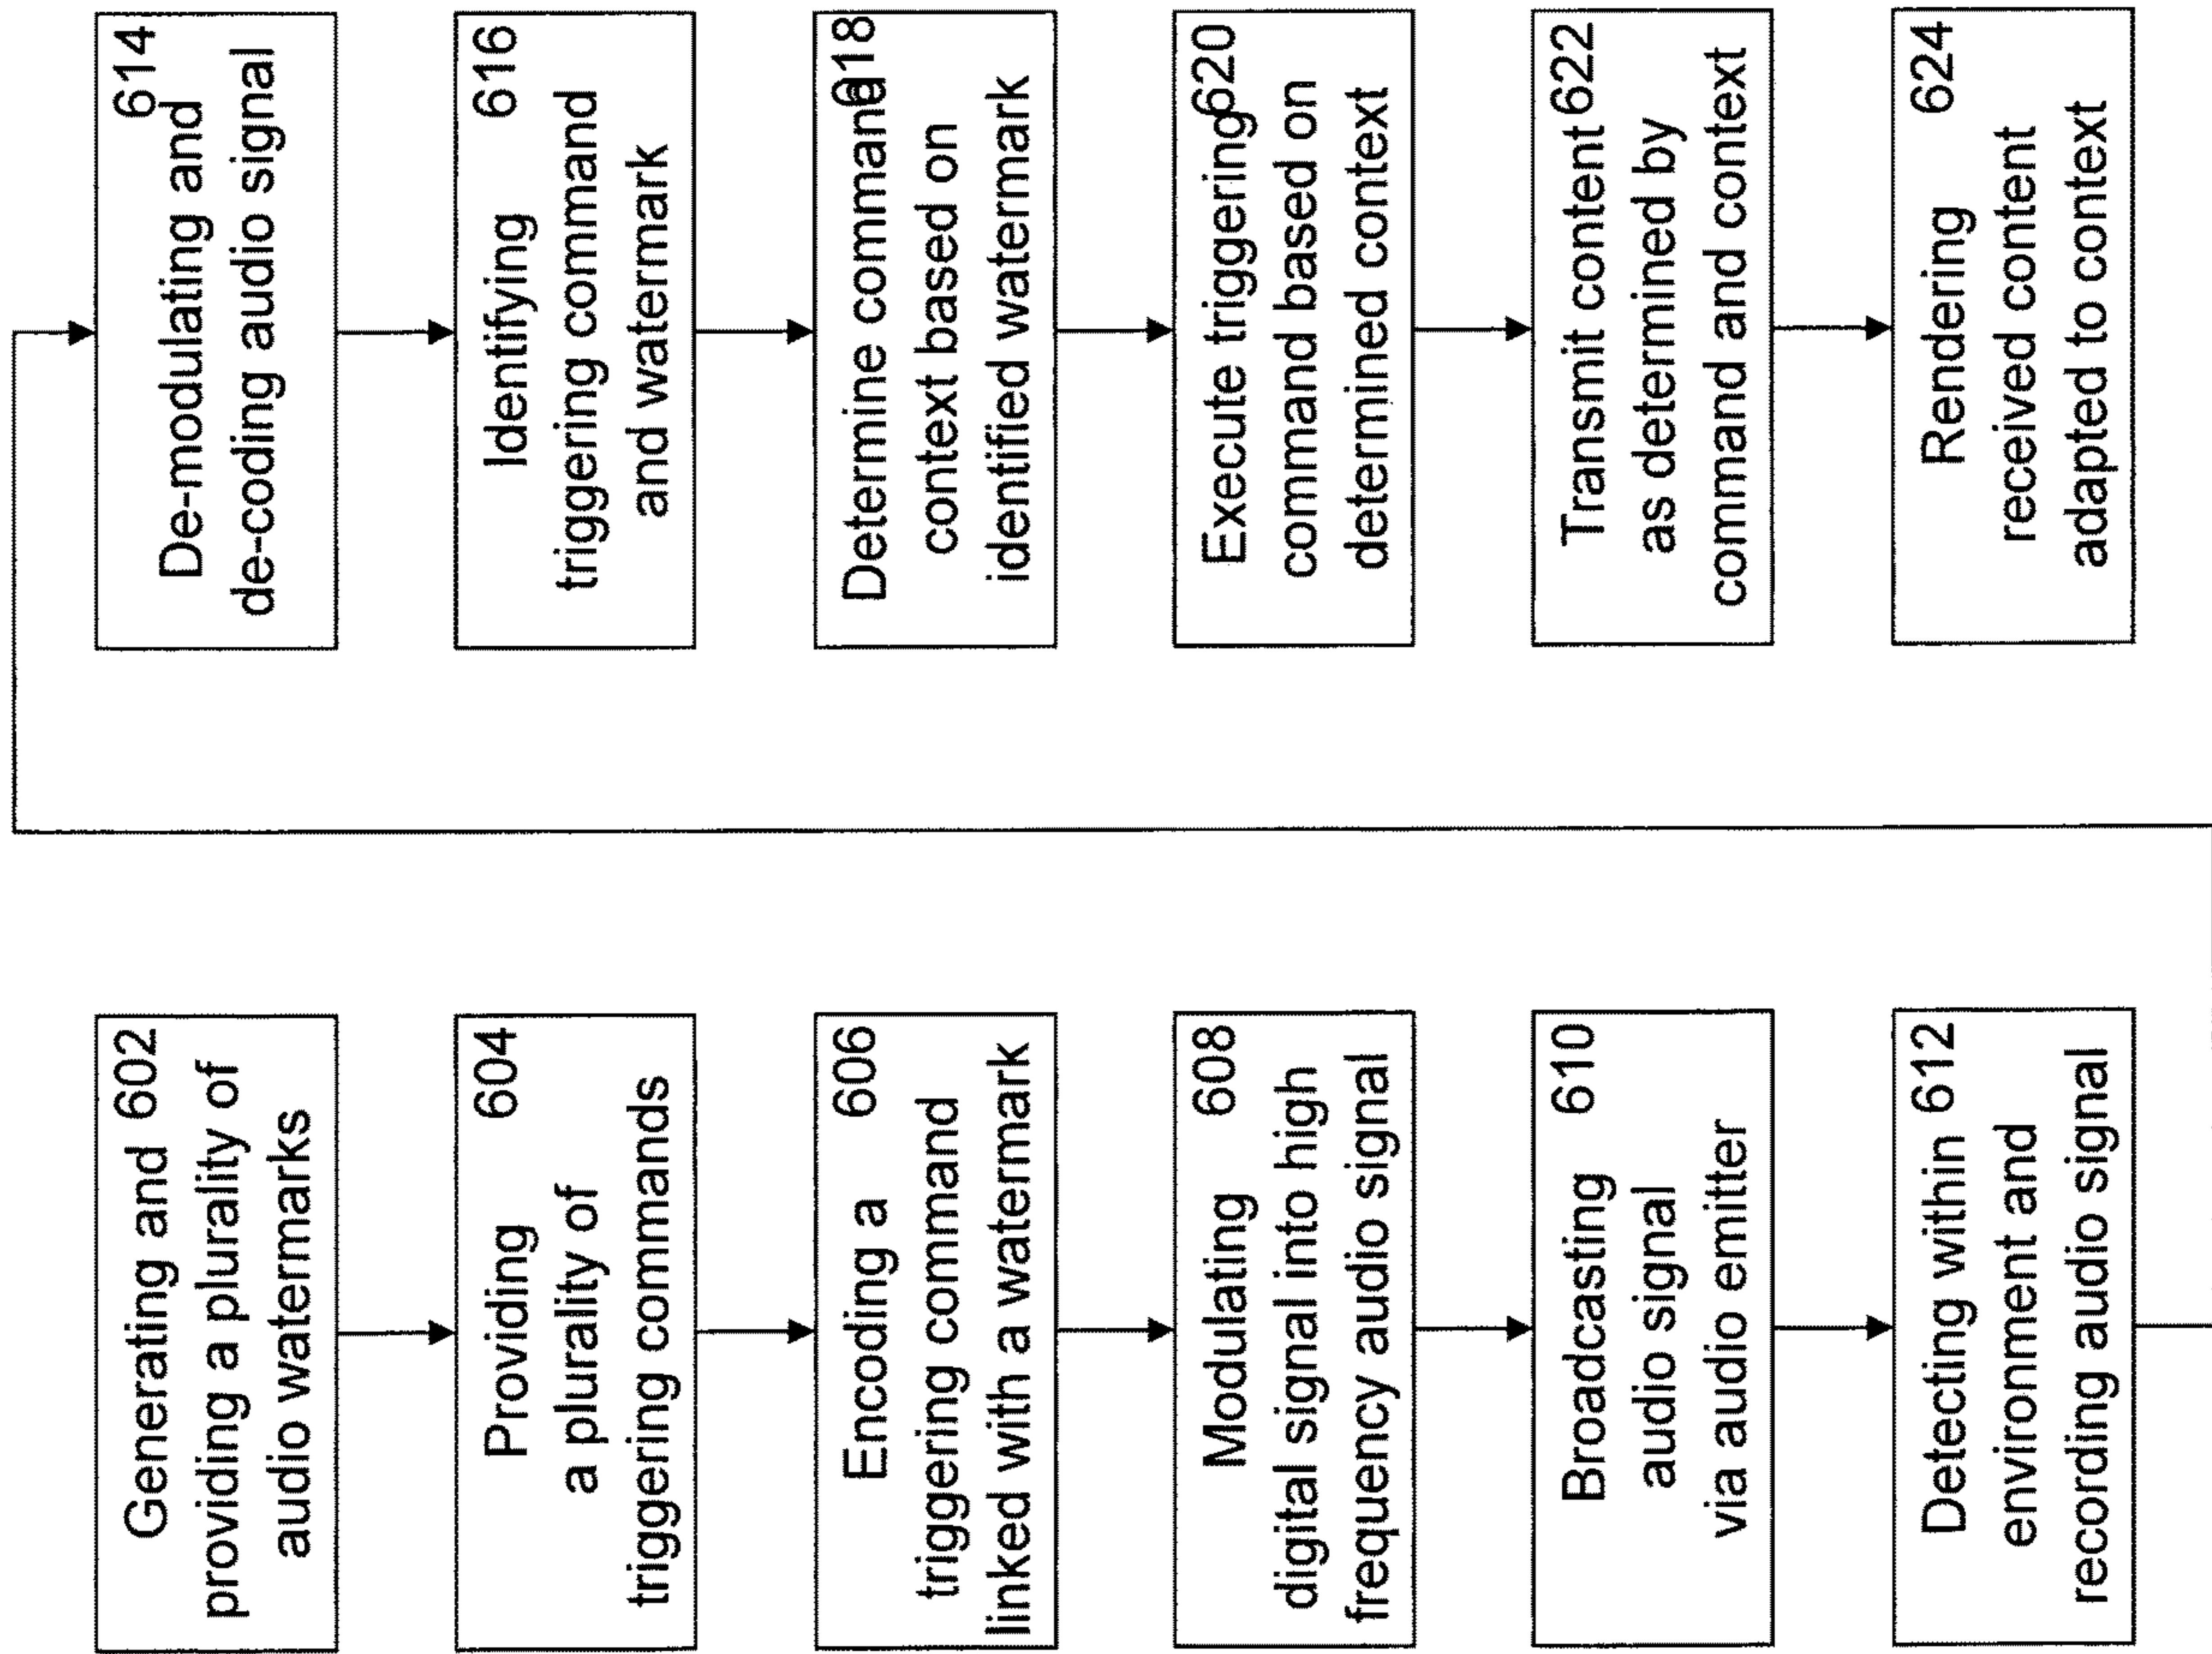 Generating and 602
providing a plurality of
audio watermarks
Providing 604
a plurality of
triggering commands
Encoding a 606
triggering command
linked with a watermark
Modulating 608
digital signal into high
frequency audio signal
Broadcasting 610
audio signal
via audio emitter
Detecting within 612
environment and
recording audio signal
614
De-modulating and
de-coding audio signal
Identifying 616
triggering command
and watermark
Determine command 618
context based on
identified watermark
Execute triggering 620
command based on
determined context
Transmit content 622
as determined by
command and context
Rendering 624
received content
adapted to context